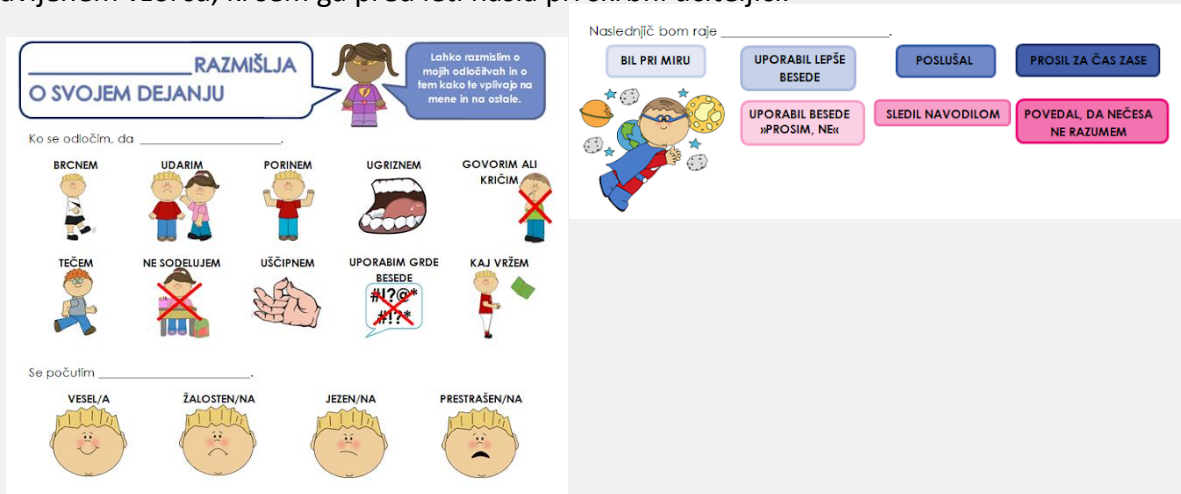 RAZMIŠLJA
O SVOJEM DEJANJU
Lahko razmislim o
mojih odločitvah in o
tem kako te vplivajo na
mene in na ostale.
Ko se odločim, da ____________________.
BRCNEM
UDARIM
PORINEM
UGRIZNEM
GOVORIM ALI
KRIČIM
TEČEM
NE SODELUJEM
UŠČIPNEM
UPORABIM GRDE
BESEDE
#!?@*
#!?*
KAJ VRŽEM
Se počutim ____________________.
VESEL/A
ŽALOSTEN/NA
JEZEN/NA
PRESTRAŠEN/NA
Naslednjič bom raje ____________________.
BIL PRI MIRU
UPORABIL LEPŠE
BESEDE
POSLUŠAL
PROSIL ZA ČAS ZASE
UPORABIL BESEDE
»PROSIM, NE«
SLEDIL NAVODILOM
POVEDAL, DA NEČESA
NE RAZUMEM